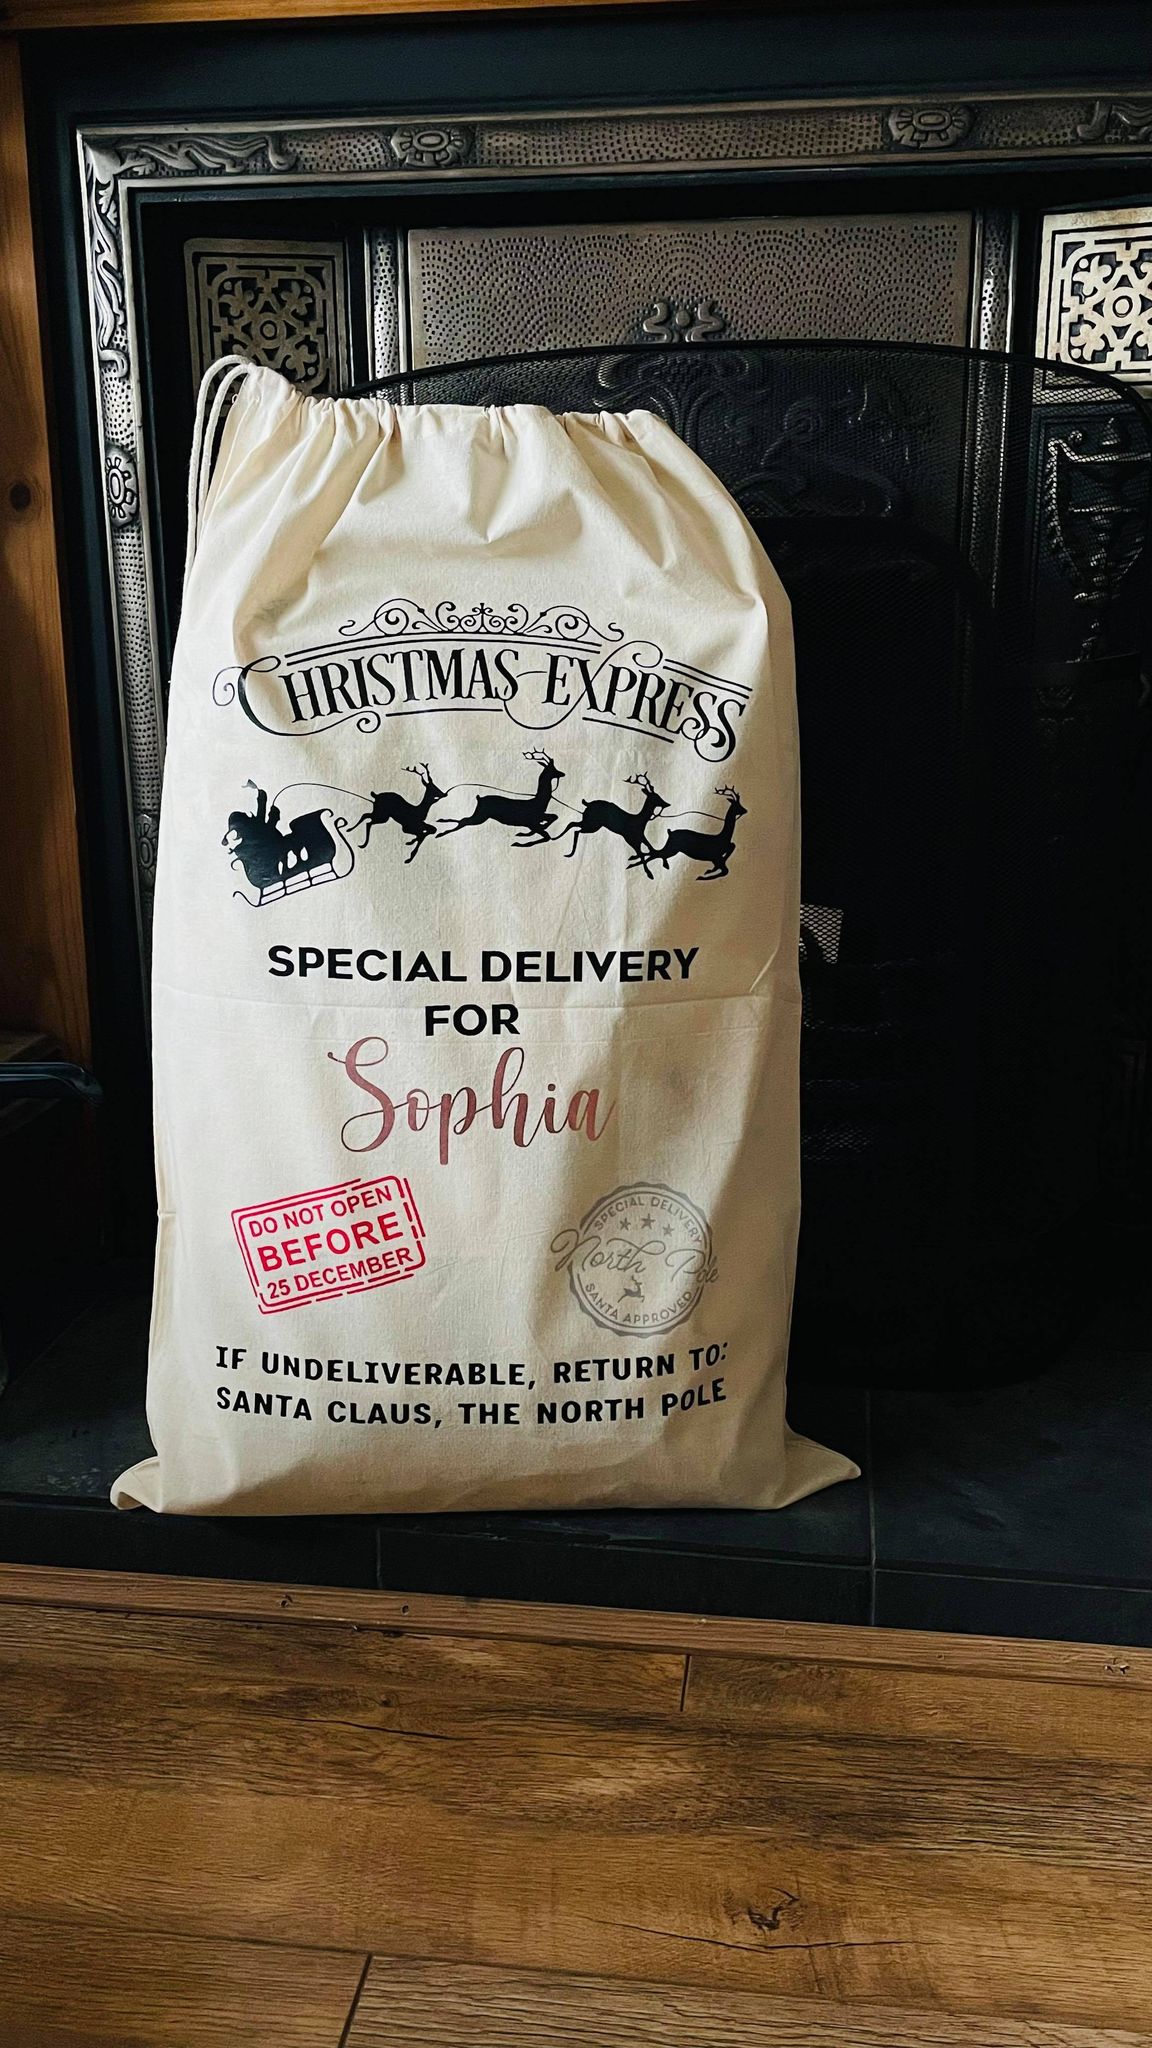 CHRISTMAS EXPRESS
SPECIAL DELIVERY
FOR
Sophia
DO NOT OPEN
BEFORE
25 DECEMBER
SPECIAL DELIVERY
North Pole
SANTA APPROVED
IF UNDELIVERABLE, RETURN TO:
SANTA CLAUS, THE NORTH POLE